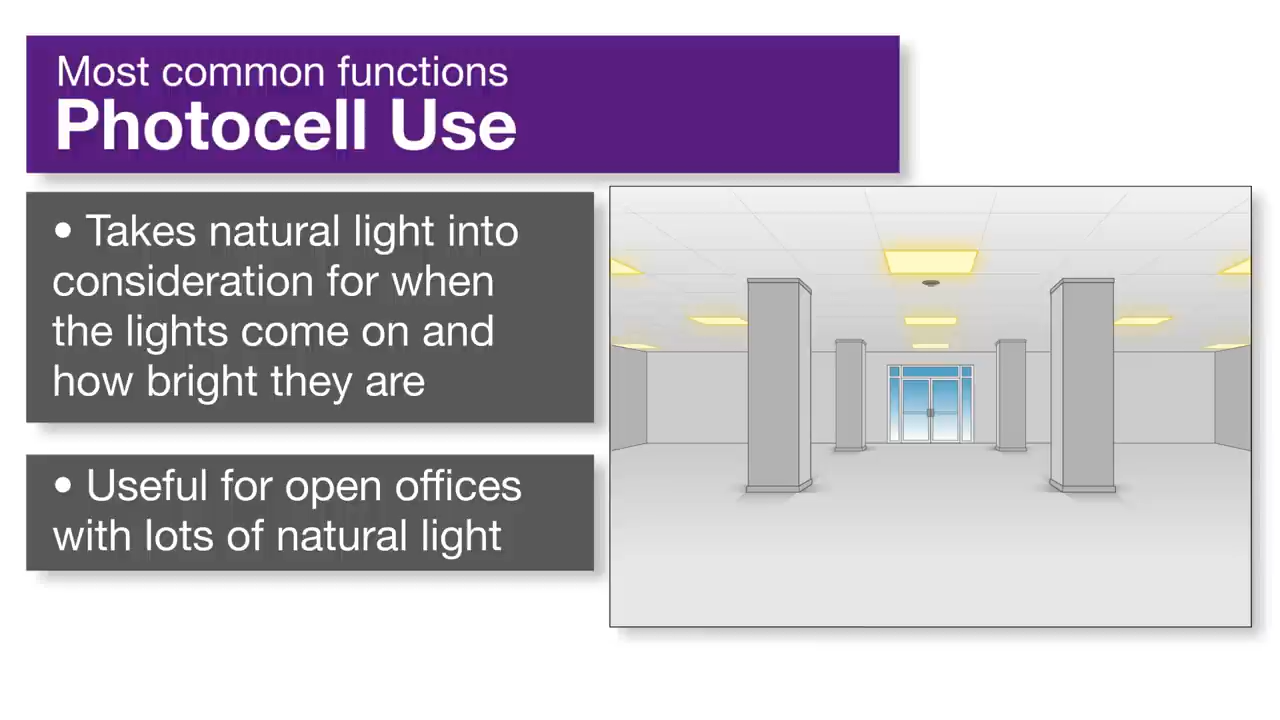 Most common functions
Photocell Use
• Takes natural light into
consideration for when
the lights come on and
how bright they are
• Useful for open offices
with lots of natural light